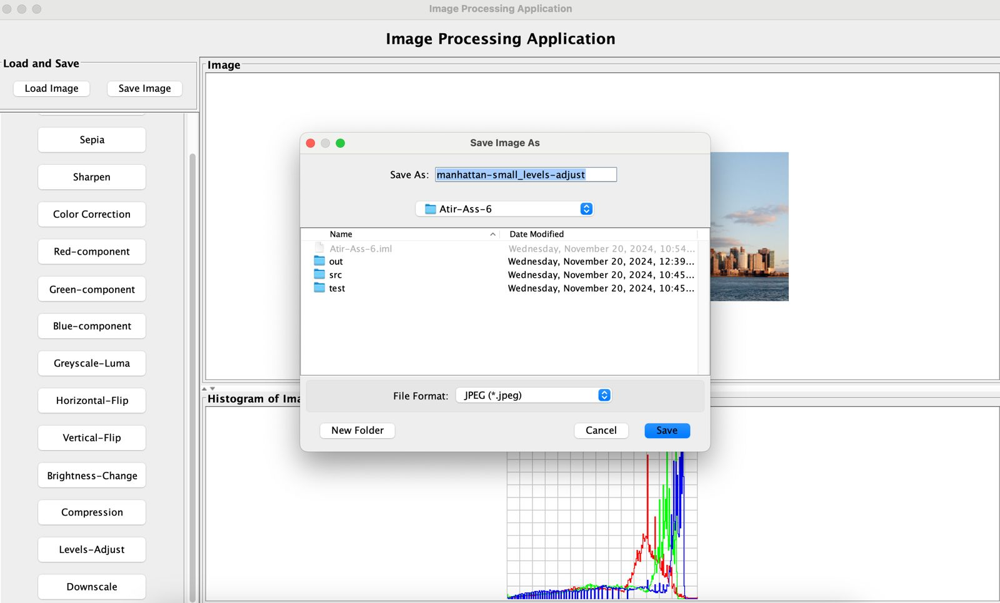 Image Processing Application
Image Processing Application
Load and Save
Load Image
Save Image
Sepia
Sharpen
Color Correction
Red-component
Green-component
Blue-component
Greyscale-Luma
Horizontal-Flip
Vertical-Flip
Brightness-Change
Compression
Levels-Adjust
Downscale
Image
Save Image As
Save As: manhattan-small_levels-adjust
Atir-Ass-6
Name Date Modified
Atir-Ass-6.iml Wednesday, November 20, 2024, 10:54...
out Wednesday, November 20, 2024, 12:39...
src Wednesday, November 20, 2024, 10:45...
test Wednesday, November 20, 2024, 10:45...
File Format: JPEG (*.jpeg)
New Folder Cancel Save
Histogram of